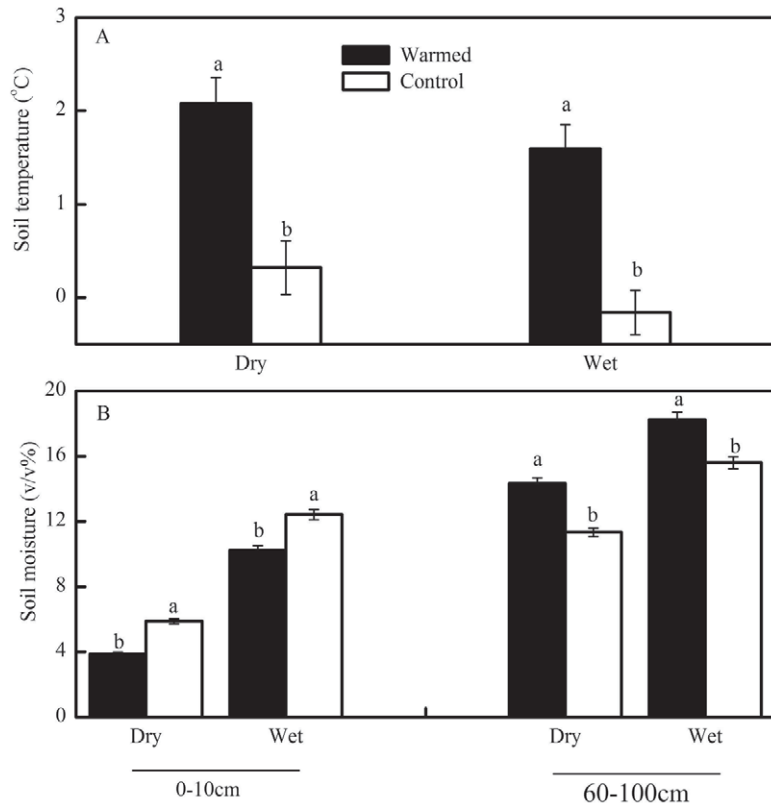 A
Warmed
Control
Soil temperature (°C)
3
2
1
0
a
b
a
b
Dry
Wet
B
Soil moisture (v/v%)
20
16
12
8
4
0
b
a
b
a
a
b
a
b
Dry
Wet
Dry
Wet
0-10cm
60-100cm